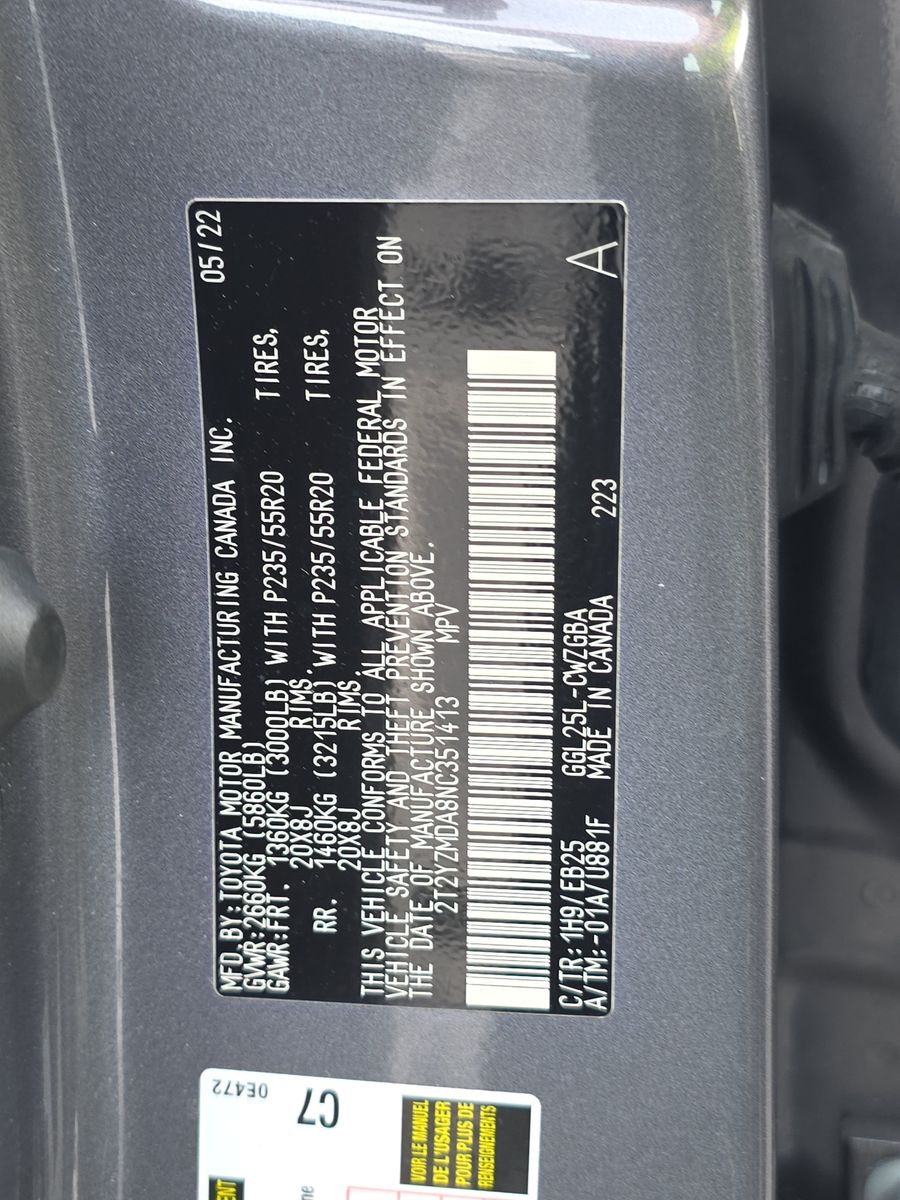 MFD.BY:TOYOTA MOTOR MANUFACTURING CANADA INC. 05/22
GVWR:2660KG (5860LB)
GAWR:FRT. 1360KG (3000LB) WITH P235/55R20 TIRES,
20X8J RIMS,
RR. 1460KG (3215LB) WITH P235/55R20 TIRES,
20X8J RIMS.
THIS VEHICLE CONFORMS TO ALL APPLICABLE FEDERAL MOTOR
VEHICLE SAFETY AND THEFT PREVENTION STANDARDS IN EFFECT ON
THE DATE OF MANUFACTURE SHOWN ABOVE.
2T2YZMDA8NC351413 MPV
C/TR:1H9/EB25 GGL25L-CWZGBA
A/TM:-01A/U881F MADE IN CANADA 223 A
0E472
C7
VOIR LE MANUEL
DE L'USAGER
POUR PLUS DE
RENSEIGNEMENTS